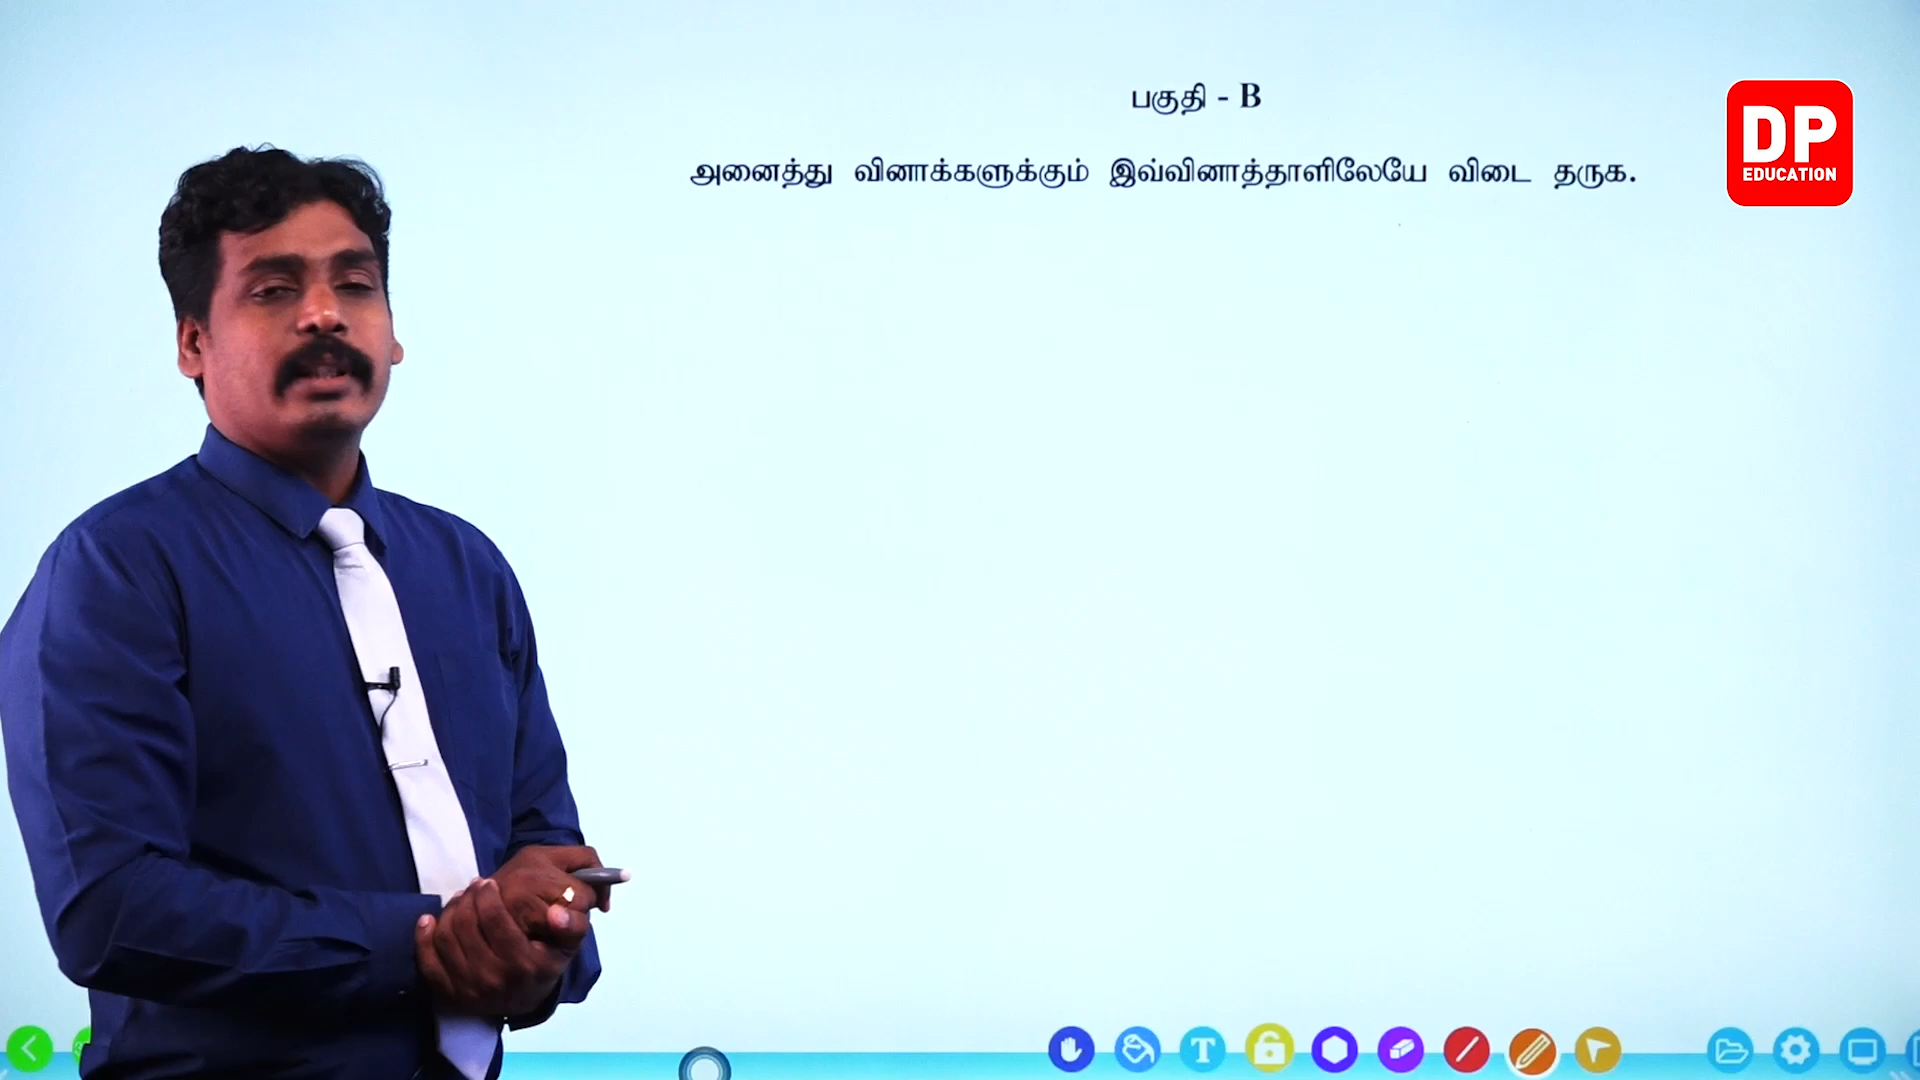 பகுதி - B
அனைத்து வினாக்களுக்கும் இவ்வினாத்தாளிலேயே விடை தருக.
DP
EDUCATION
T